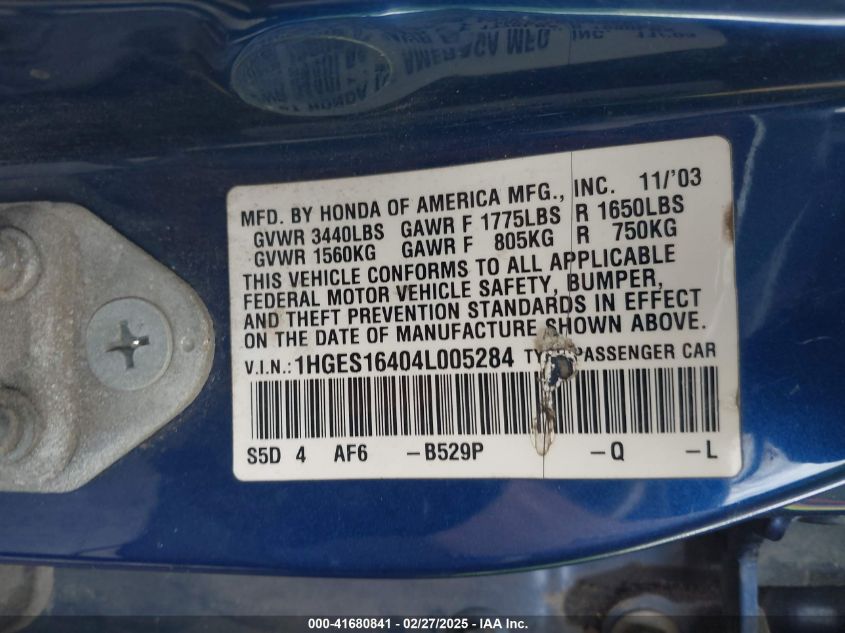 MFD. BY HONDA OF AMERICA MFG., INC. 11/'03
GVWR 3440LBS GAWR F 1775LBS R 1650LBS
GVWR 1560KG GAWR F 805KG R 750KG
THIS VEHICLE CONFORMS TO ALL APPLICABLE
FEDERAL MOTOR VEHICLE SAFETY, BUMPER,
AND THEFT PREVENTION STANDARDS IN EFFECT
ON THE DATE OF MANUFACTURE SHOWN ABOVE.
V.I.N.: 1HGES16404L005284 TYPE PASSENGER CAR
S5D 4 AF6 -B529P -Q -L
000-41680841 / 02/27/2025 - IAA Inc.